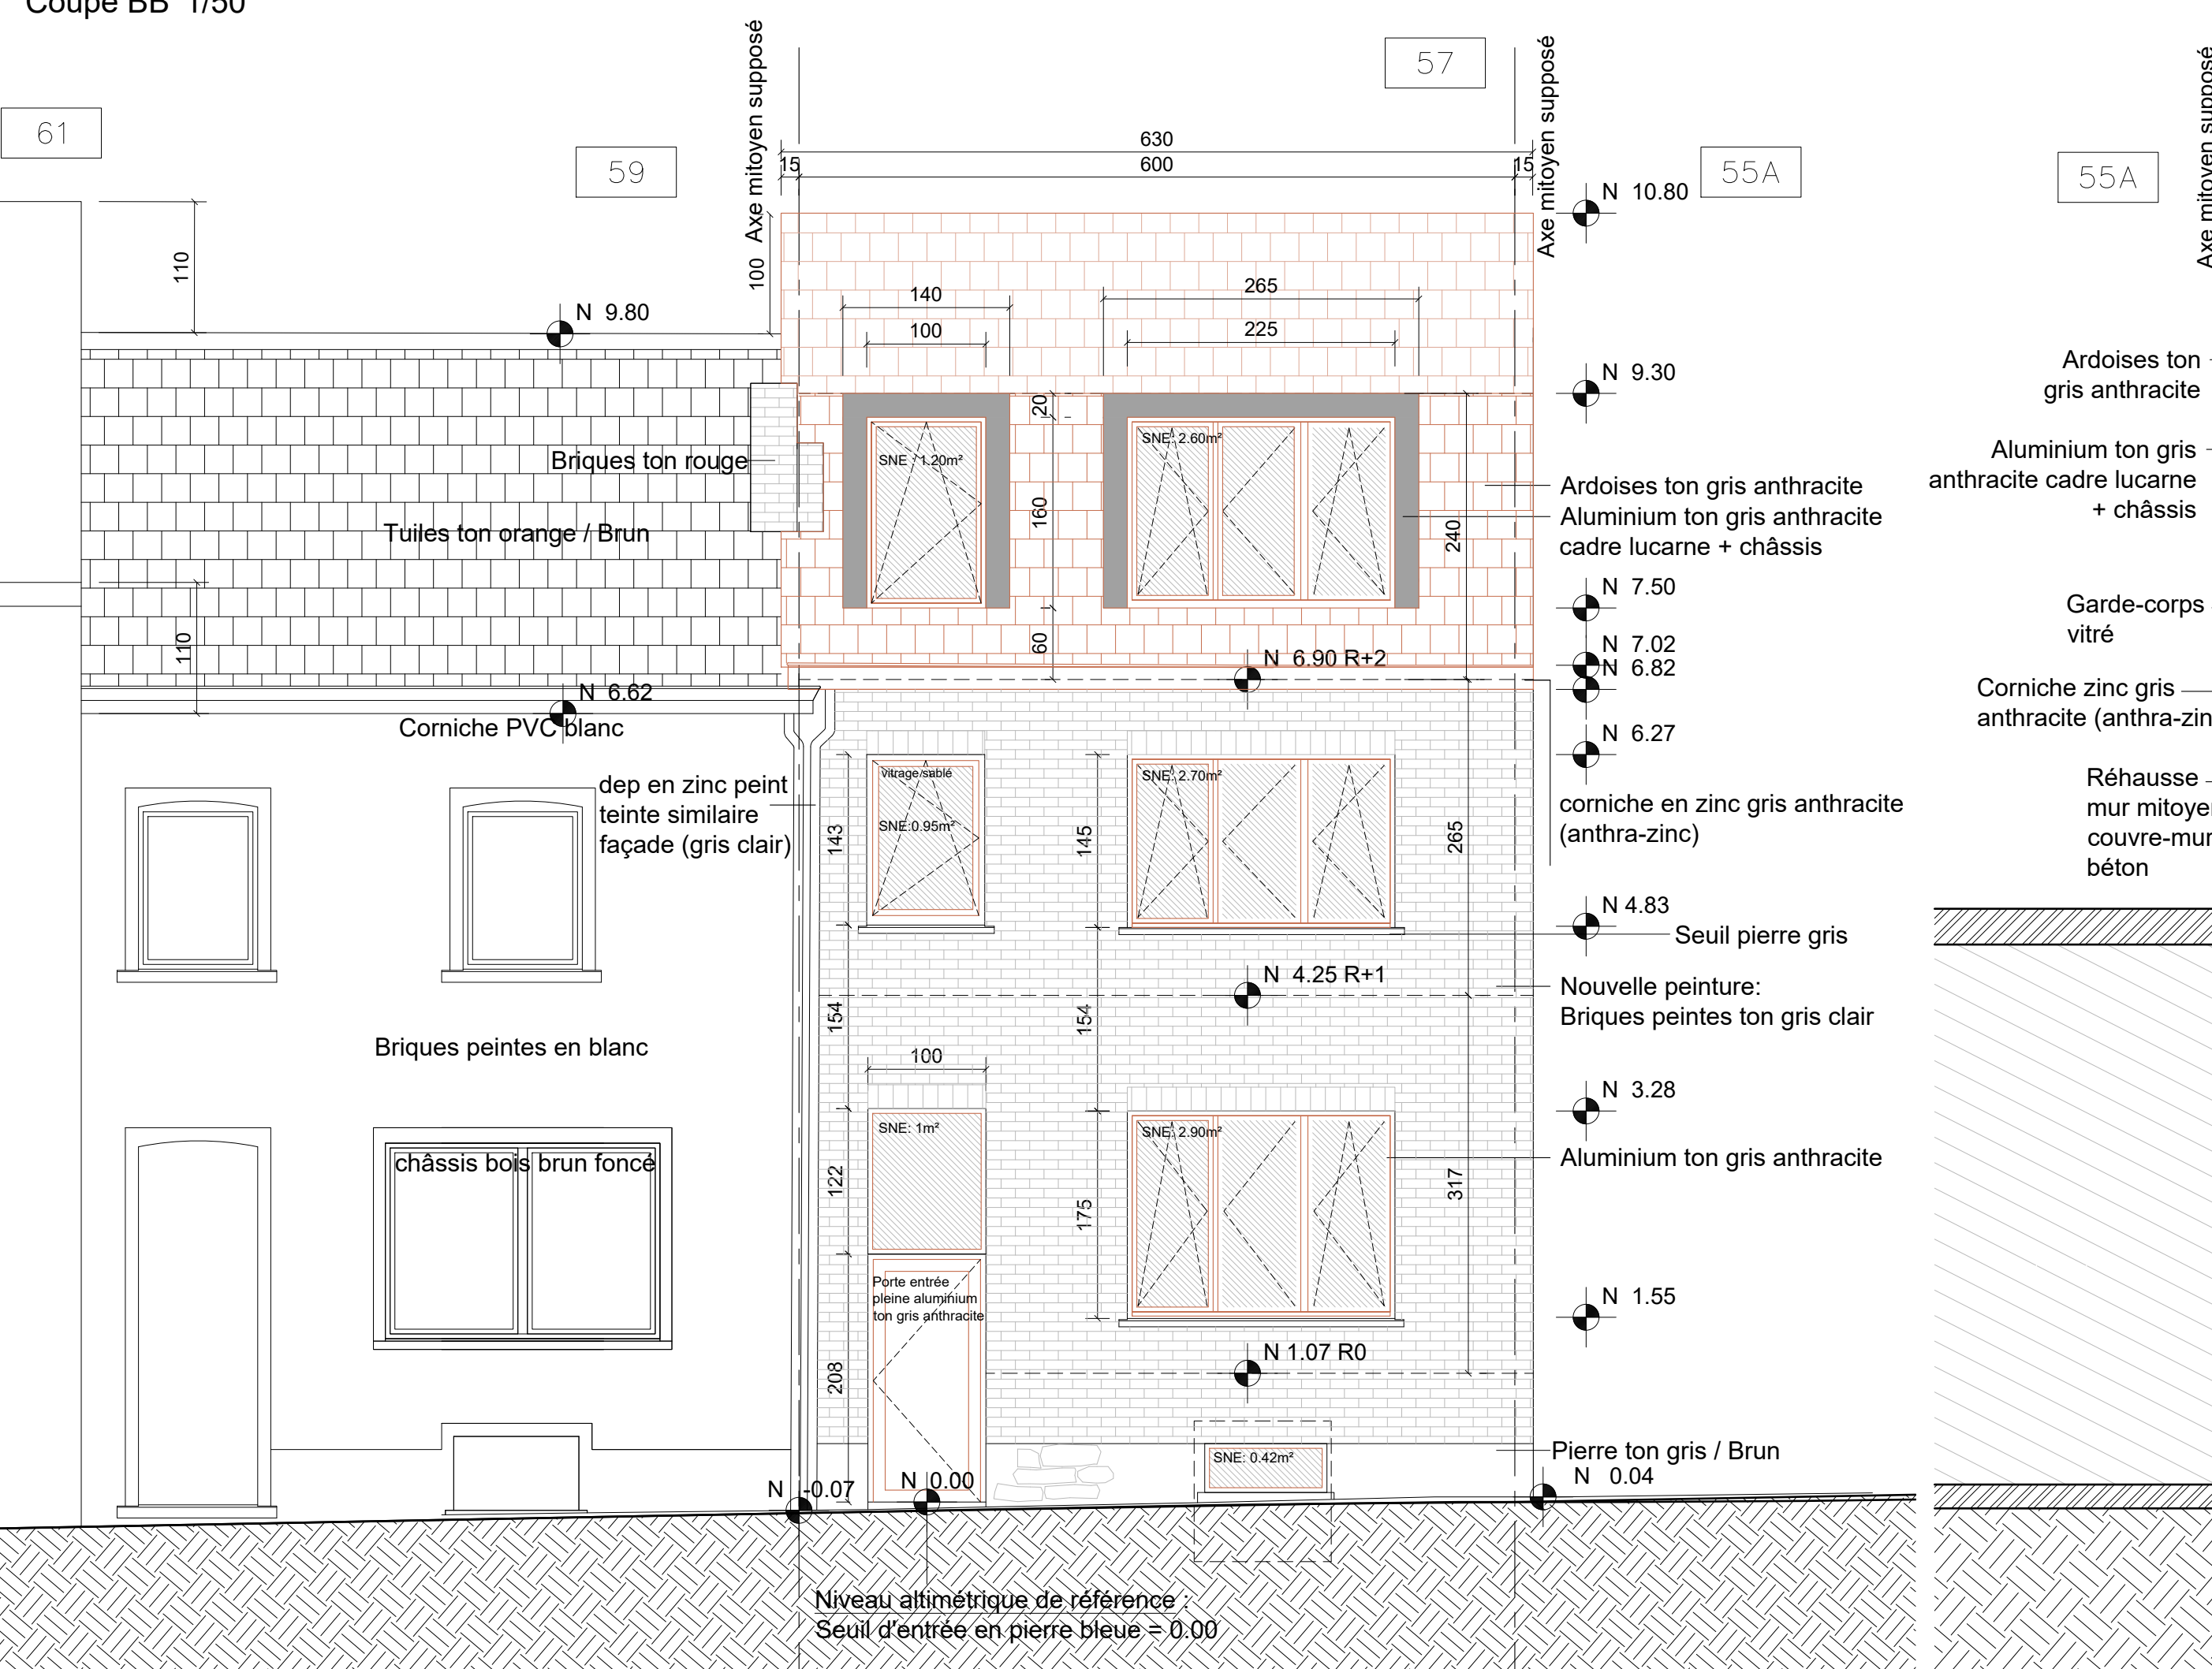 Coupe BB 1/50
61
59
57
55A
55A
Axe mitoyen supposé
Axe mitoyen supposé
Axe mitoyen supposé
630
15
600
15
N 10.80
110
100
N 9.80
140
100
265
225
N 9.30
20
SNE : 1.20m²
SNE: 2.60m²
Briques ton rouge
Tuiles ton orange / Brun
160
240
60
Ardoises ton gris anthracite
Aluminium ton gris anthracite
cadre lucarne + châssis
Ardoises ton
gris anthracite
Aluminium ton gris
anthracite cadre lucarne
+ châssis
N 7.50
N 7.02
N 6.82
Garde-corps
vitré
110
N 6.90 R+2
N 6.62
Corniche PVC blanc
Corniche zinc gris
anthracite (anthra-zin
N 6.27
dep en zinc peint
teinte similaire
façade (gris clair)
vitrage sablé
SNE:0.95m²
SNE: 2.70m²
143
145
265
corniche en zinc gris anthracite
(anthra-zinc)
Réhausse
mur mitoye
couvre-mur
béton
N 4.83
Seuil pierre gris
N 4.25 R+1
Nouvelle peinture:
Briques peintes ton gris clair
154
154
Briques peintes en blanc
100
N 3.28
SNE: 1m²
SNE: 2.90m²
châssis bois brun foncé
Aluminium ton gris anthracite
122
175
317
Porte entrée
pleine aluminium
ton gris anthracite
N 1.55
N 1.07 R0
208
SNE: 0.42m²
Pierre ton gris / Brun
N 0.04
N -0.07
N 0.00
Niveau altimétrique de référence :
Seuil d'entrée en pierre bleue = 0.00